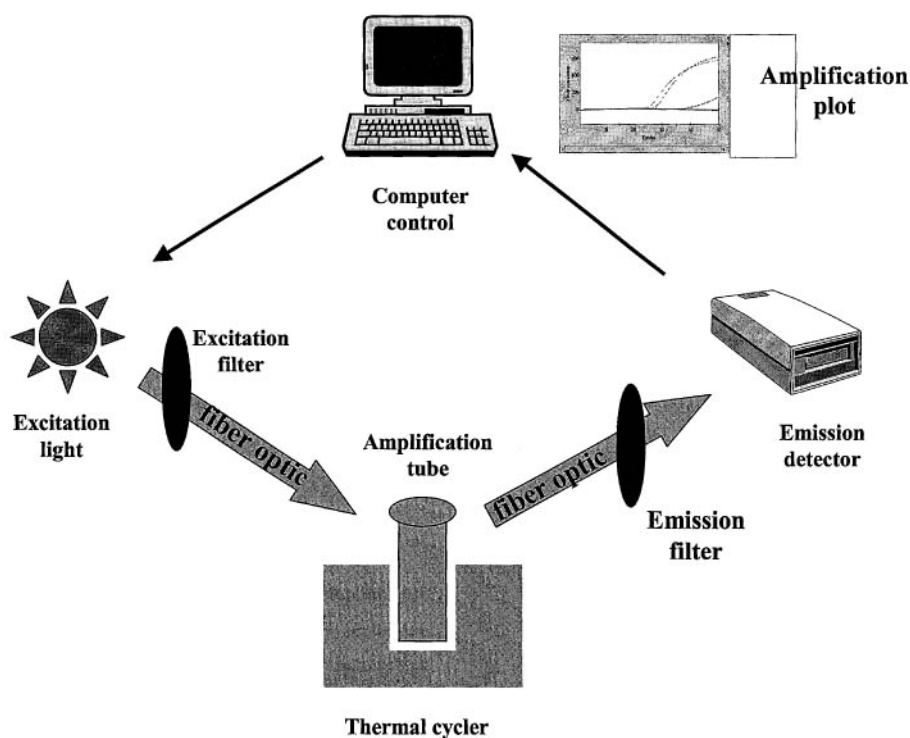 Amplification
plot
Computer
control
Excitation
filter
Excitation
light
fiber optic
Amplification
tube
fiber optic
Emission
filter
Emission
detector
Thermal cycler